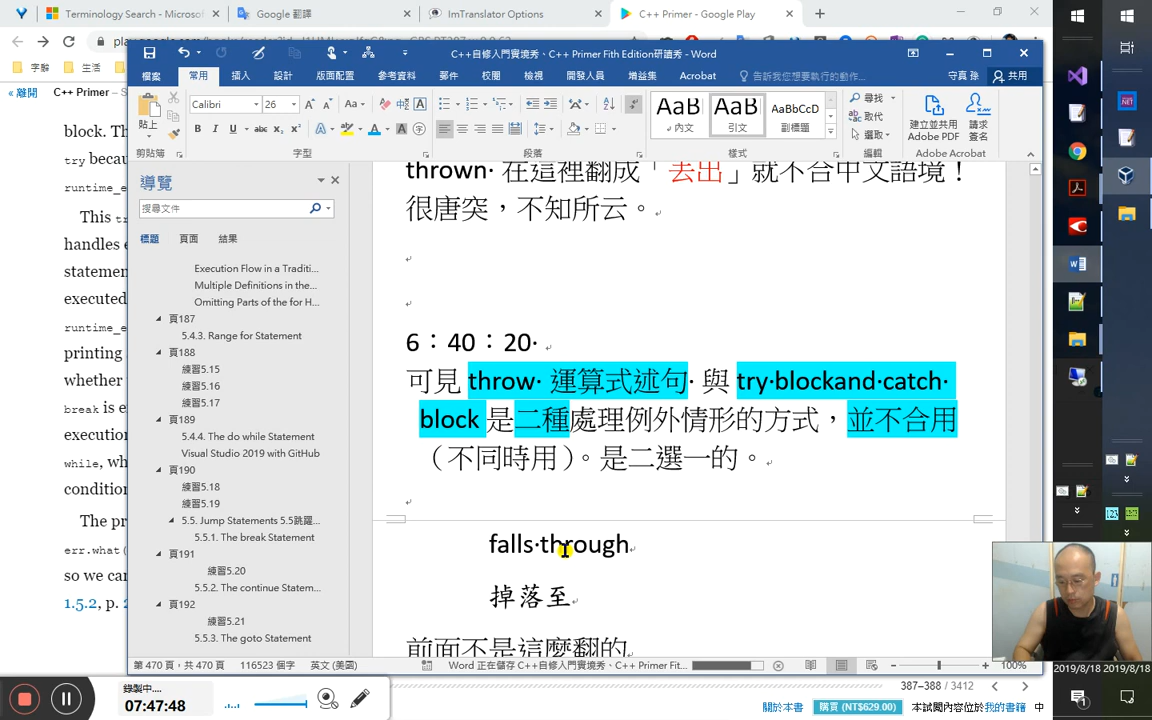 Terminology Search - Microsof
Google 翻譯
ImTranslator Options
C++ Primer - Google Play
« 離開
C++ Primer
字辭
生活
C++自修人門實境秀、C++ Primer Fith Edition研讀秀 - Word
檔案
常用
插入
設計
版面配置
參考資料
郵件
校閱
檢視
開發人員
增益集
Acrobat
告訴我您想要執行的動作...
守真 孫
共用
貼上
Calibri
26
AaBbCcD
內文
引文
副標題
尋找
取代
選取
建立並共用
Adobe PDF
請求
簽名
剪貼簿
字型
段落
樣式
編輯
Adobe Acrobat
block. Th
try becau
runtime_e
This
handles e
statemen
executed
runtime_e
printing
whether
break is e
execution
while, wh
condition
The pr
err.what(
so we can
1.5.2, p. 2
導覽
搜尋文件
標題
頁面
結果
Execution Flow in a Traditi...
Multiple Definitions in the...
Omitting Parts of the for H...
頁187
5.4.3. Range for Statement
頁188
練習5.15
練習5.16
練習5.17
頁189
5.4.4. The do while Statement
Visual Studio 2019 with GitHub
頁190
練習5.18
練習5.19
5.5. Jump Statements 5.5跳躍...
5.5.1. The break Statement
頁191
練習5.20
5.5.2. The continue Statem...
頁192
練習5.21
5.5.3. The goto Statement
thrown 在這裡翻成「丟出」就不合中文語境！
很唐突，不知所云。
6：40：20
可見 throw 運算式述句 與 try blockand catch
block 是二種處理例外情形的方式，並不合用
（不同時用）。是二選一的。
falls through
掉落至
前面不是這麼翻的
第 470 頁，共 470 頁
116523 個字
英文 (美國)
Word 正在儲存 C++自修人門實境秀、C++ Primer Fit...
100%
錄製中....
07:47:48
387–388 / 3412
關於本書
購買 (NT$629.00)
本試閱內容位於我的書籍
中
2019/8/18
2019/8/18